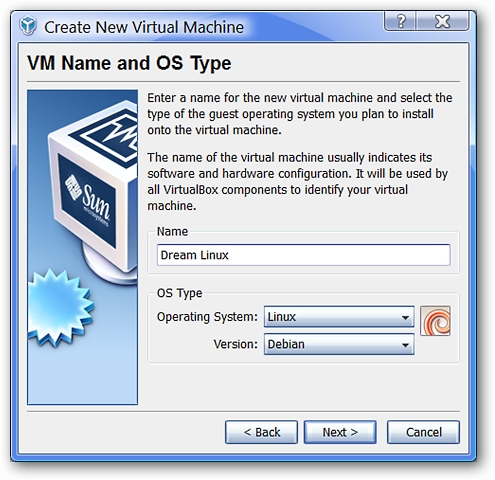 Create New Virtual Machine
VM Name and OS Type
Enter a name for the new virtual machine and select the
type of the guest operating system you plan to install
onto the virtual machine.
The name of the virtual machine usually indicates its
software and hardware configuration. It will be used by
all VirtualBox components to identify your virtual
machine.
Sun
microsystems
Name
Dream Linux
OS Type
Operating System: Linux
Version: Debian
< Back Next > Cancel